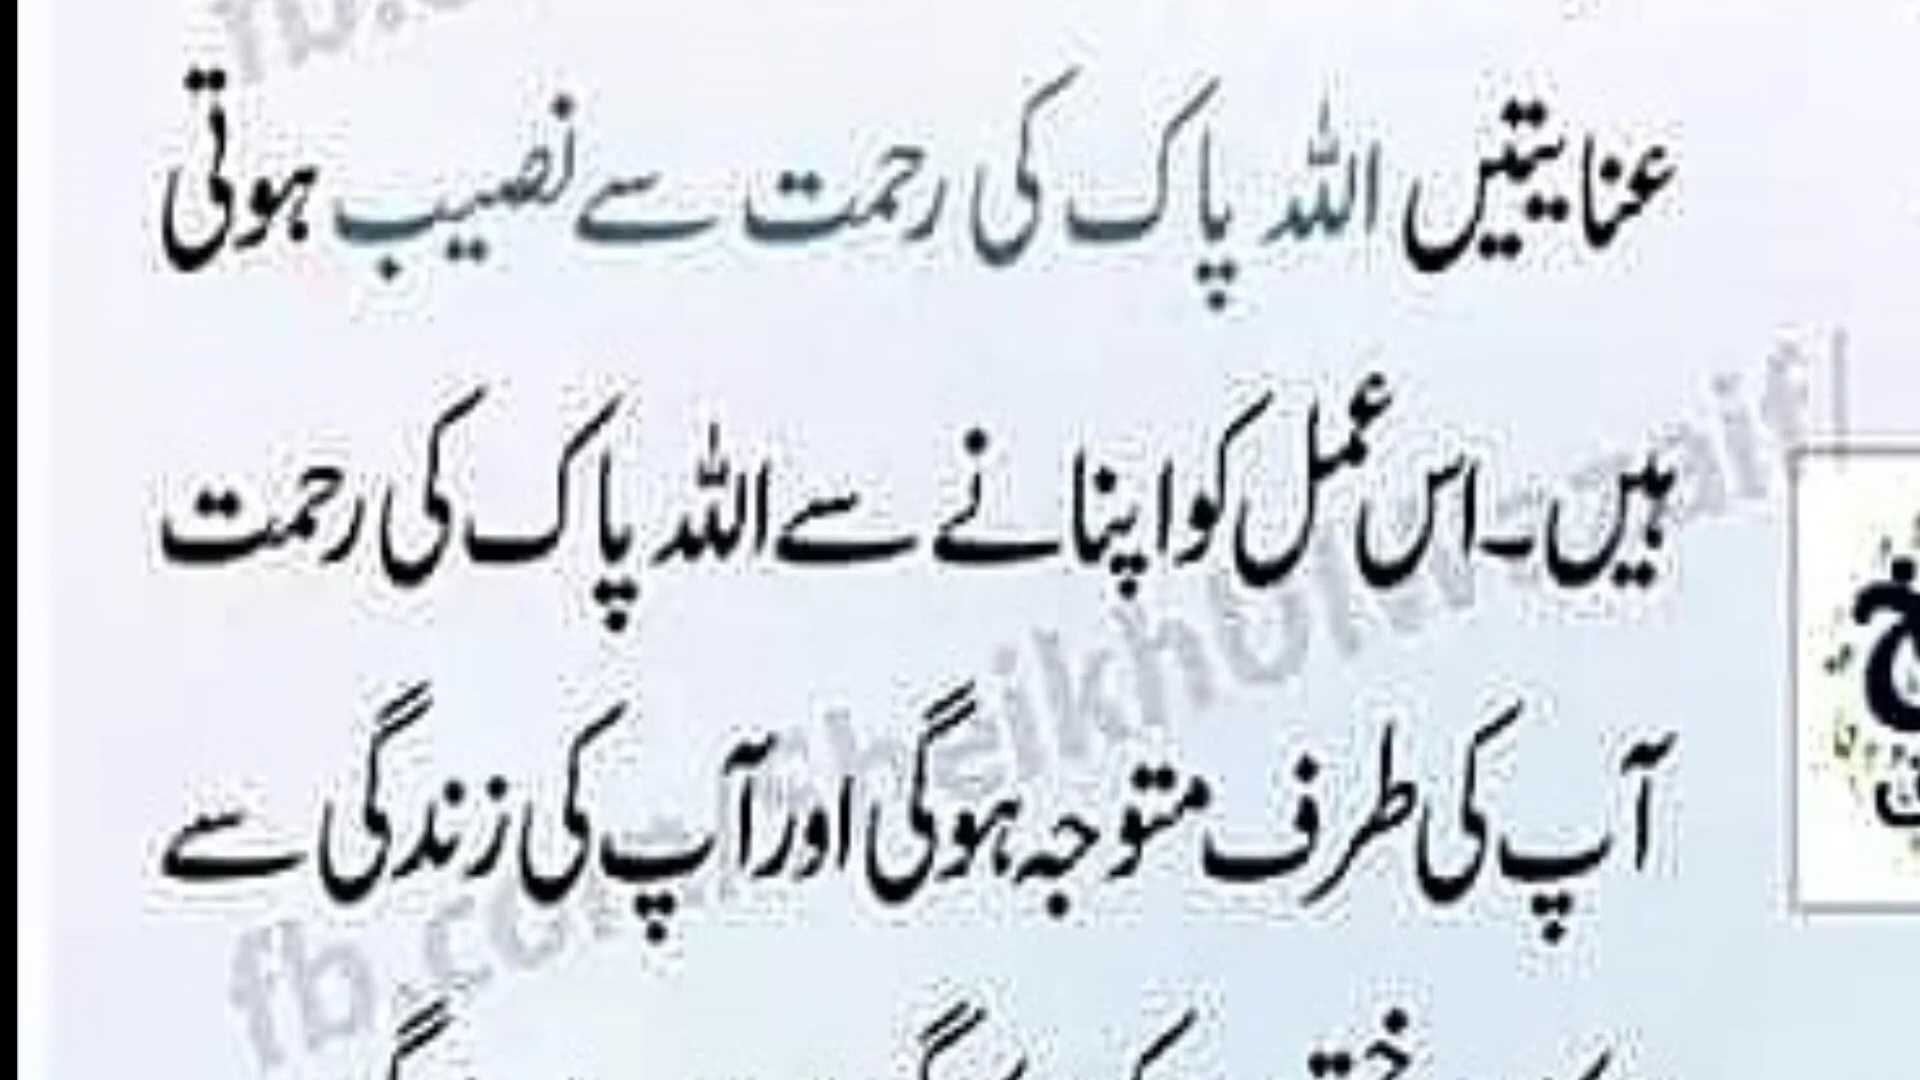 عنایتیں اللہ پاک کی رحمت سے نصیب ہوتی
ہیں۔ اس عمل کو اپنانے سے اللہ پاک کی رحمت
آپ کی طرف متوجہ ہوگی اور آپ کی زندگی سے